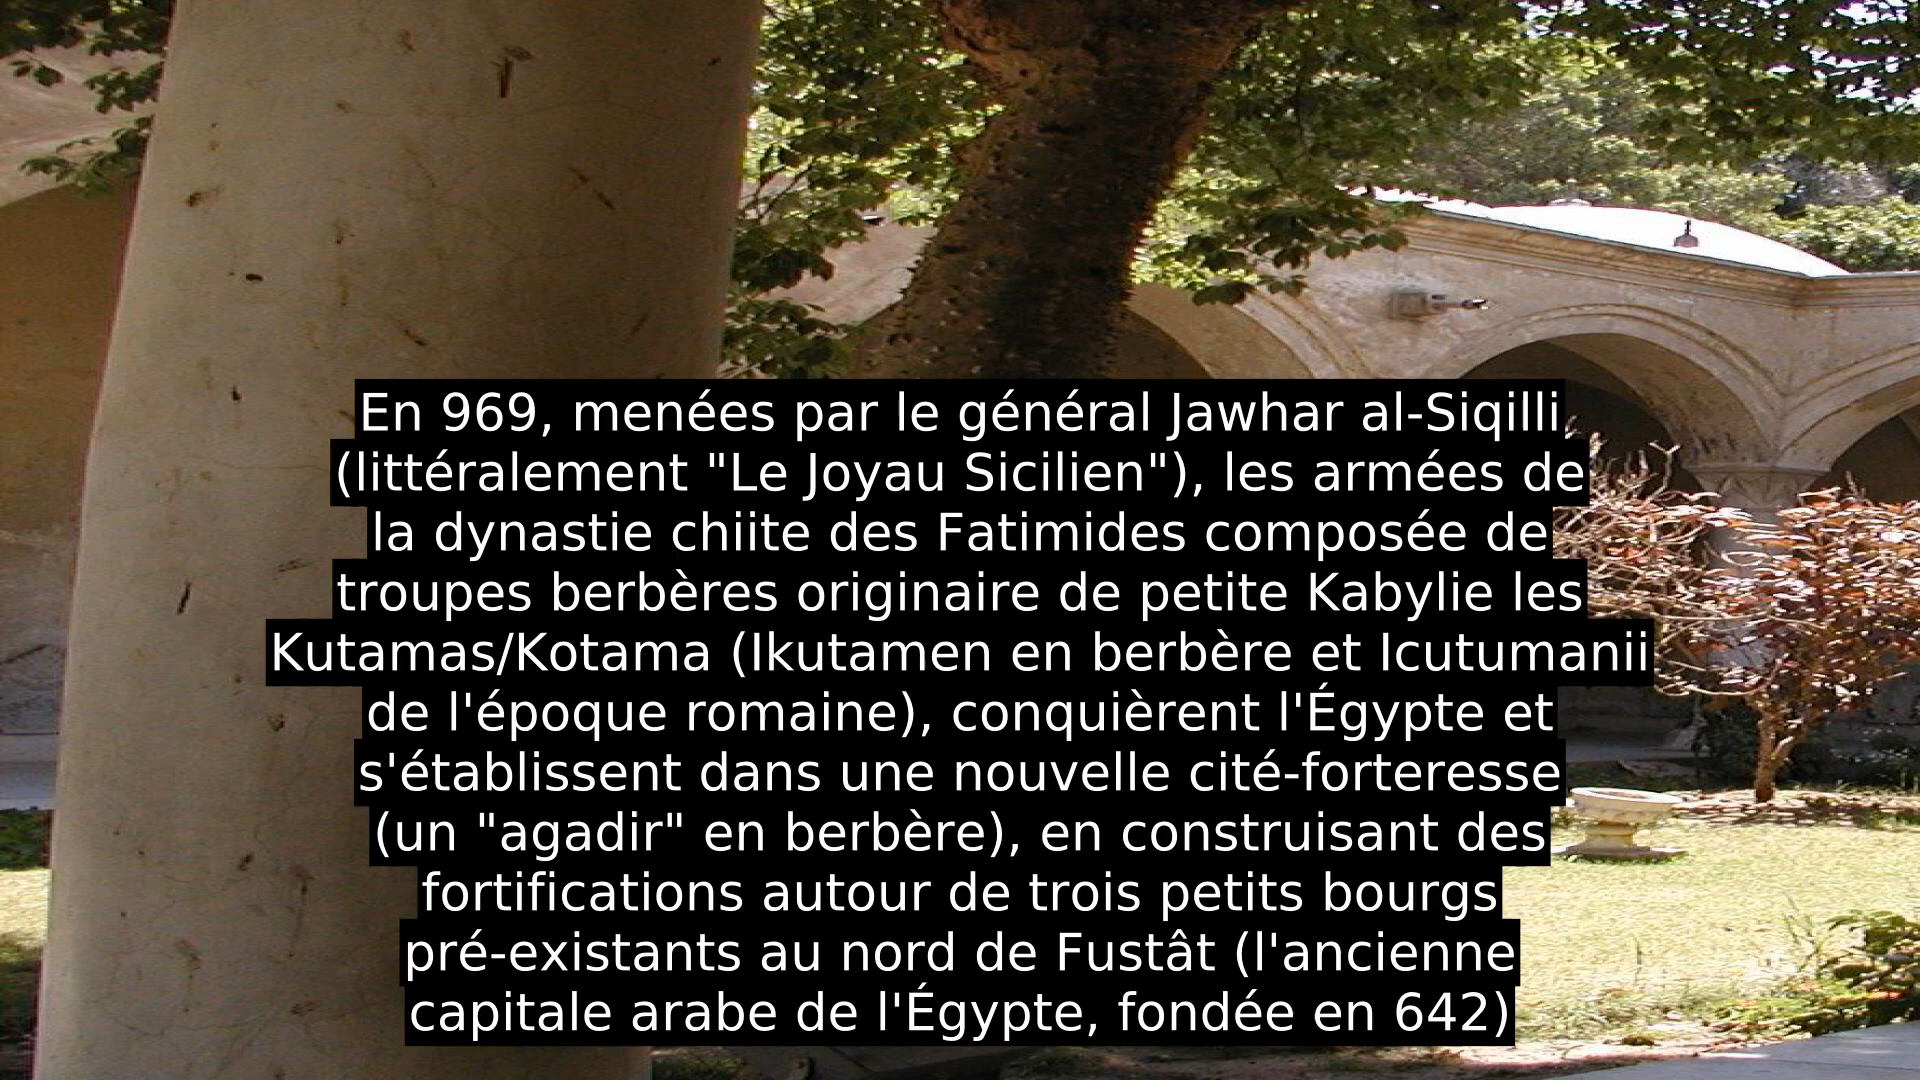 En 969, menées par le général Jawhar al-Siqilli
(littéralement "Le Joyau Sicilien"), les armées de
la dynastie chiite des Fatimides composée de
troupes berbères originaire de petite Kabylie les
Kutamas/Kotama (Ikutamen en berbère et Icutumanii
de l'époque romaine), conquièrent l'Égypte et
s'établissent dans une nouvelle cité-forteresse
(un "agadir" en berbère), en construisant des
fortifications autour de trois petits bourgs
pré-existants au nord de Fustât (l'ancienne
capitale arabe de l'Égypte, fondée en 642)